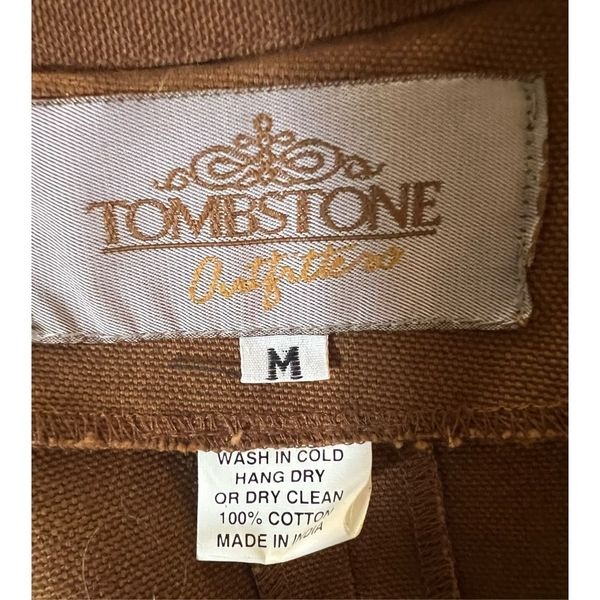 TOMBSTONE
Outfitters
M
WASH IN COLD
HANG DRY
OR DRY CLEAN
100% COTTON
MADE IN INDIA